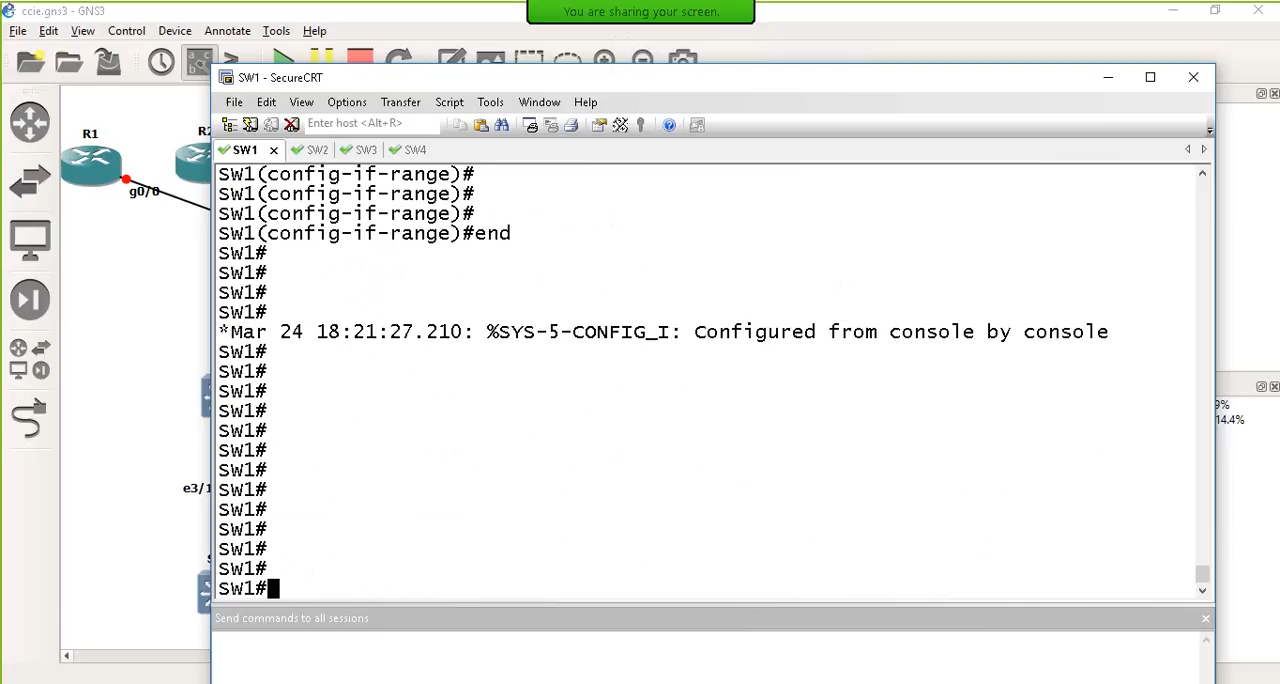 ccie.gns3 - GNS3
You are sharing your screen.
File Edit View Control Device Annotate Tools Help
SW1 - SecureCRT
File Edit View Options Transfer Script Tools Window Help
Enter host <Alt+R>
SW1 SW2 SW3 SW4
R1
g0/0
e3/1
SW1(config-if-range)#
SW1(config-if-range)#
SW1(config-if-range)#
SW1(config-if-range)#end
SW1#
SW1#
SW1#
SW1#
*Mar 24 18:21:27.210: %SYS-5-CONFIG_I: Configured from console by console
SW1#
SW1#
SW1#
SW1#
SW1#
SW1#
SW1#
SW1#
SW1#
SW1#
SW1#
SW1#
SW1#
9%
14.4%
Send commands to all sessions